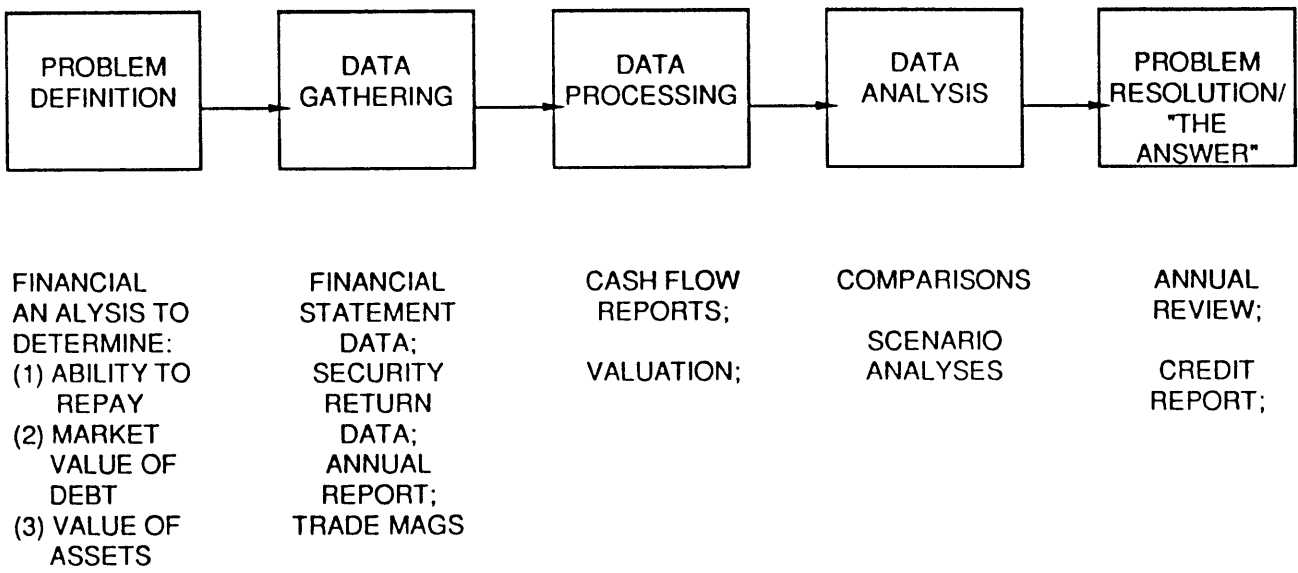 PROBLEM
DEFINITION
DATA
GATHERING
DATA
PROCESSING
DATA
ANALYSIS
PROBLEM
RESOLUTION/
"THE
ANSWER"
FINANCIAL
AN ALYSIS TO
DETERMINE:
(1) ABILITY TO
REPAY
(2) MARKET
VALUE OF
DEBT
(3) VALUE OF
ASSETS
FINANCIAL
STATEMENT
DATA;
SECURITY
RETURN
DATA;
ANNUAL
REPORT;
TRADE MAGS
CASH FLOW
REPORTS;
VALUATION;
COMPARISONS
SCENARIO
ANALYSES
ANNUAL
REVIEW;
CREDIT
REPORT;